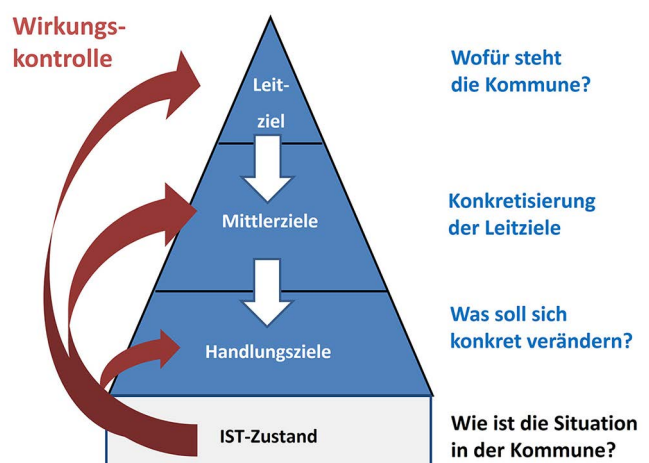 Wirkungs-
kontrolle
Leit-
ziel
Wofür steht
die Kommune?
Mittlerziele
Konkretisierung
der Leitziele
Handlungsziele
Was soll sich
konkret verändern?
IST-Zustand
Wie ist die Situation
in der Kommune?